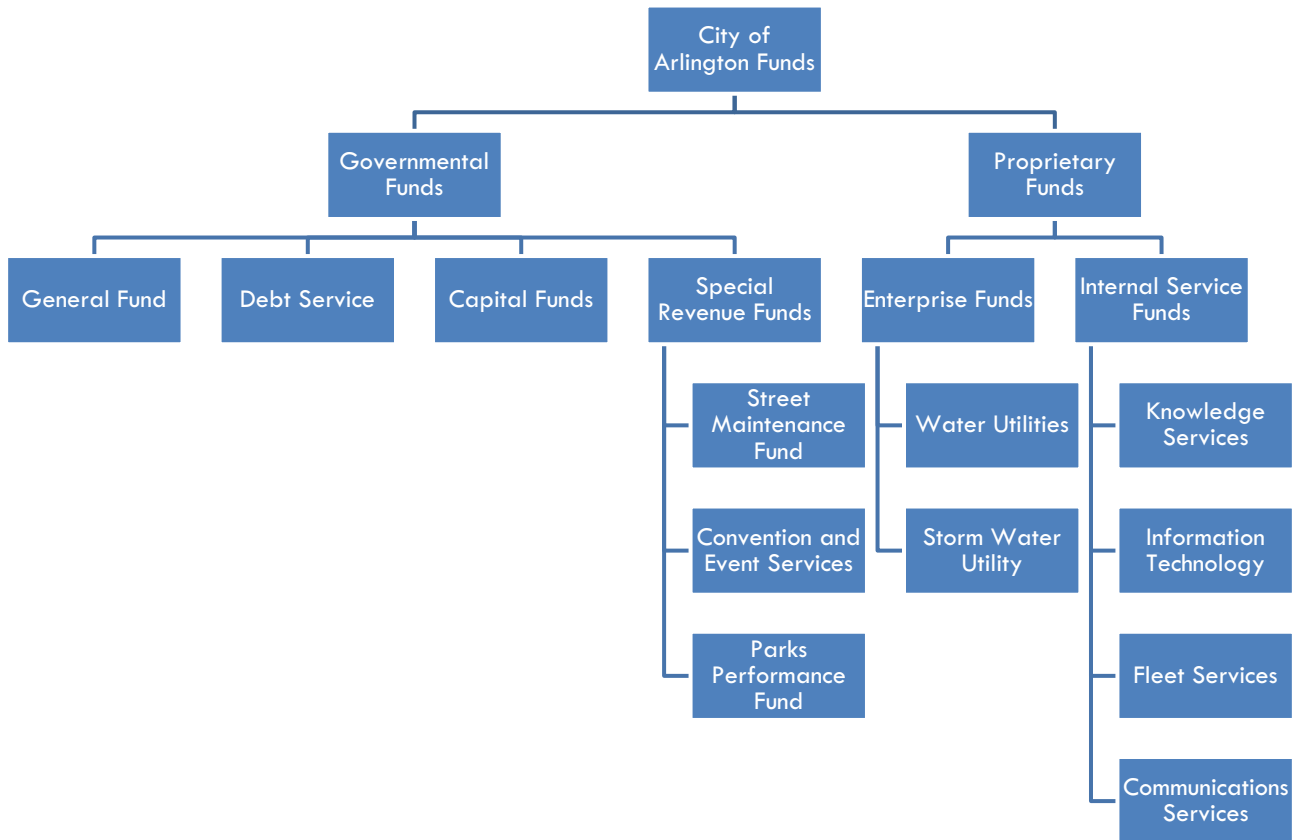 City of
Arlington Funds
Governmental
Funds
Proprietary
Funds
General Fund
Debt Service
Capital Funds
Special
Revenue Funds
Enterprise Funds
Internal Service
Funds
Street
Maintenance
Fund
Convention and
Event Services
Parks
Performance
Fund
Water Utilities
Storm Water
Utility
Knowledge
Services
Information
Technology
Fleet Services
Communications
Services